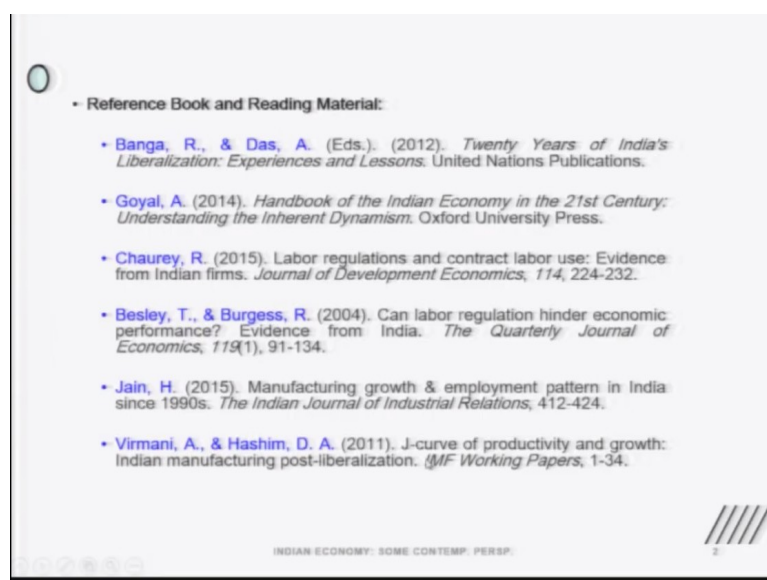 • Reference Book and Reading Material:
• Banga, R., & Das, A. (Eds.). (2012). Twenty Years of India's
Liberalization: Experiences and Lessons. United Nations Publications.
• Goyal, A. (2014). Handbook of the Indian Economy in the 21st Century:
Understanding the Inherent Dynamism. Oxford University Press.
• Chaurey, R. (2015). Labor regulations and contract labor use: Evidence
from Indian firms. Journal of Development Economics, 114, 224-232.
• Besley, T., & Burgess, R. (2004). Can labor regulation hinder economic
performance? Evidence from India. The Quarterly Journal of
Economics, 119(1), 91-134.
• Jain, H. (2015). Manufacturing growth & employment pattern in India
since 1990s. The Indian Journal of Industrial Relations, 412-424.
• Virmani, A., & Hashim, D. A. (2011). J-curve of productivity and growth:
Indian manufacturing post-liberalization. IMF Working Papers, 1-34.
INDIAN ECONOMY: SOME CONTEMP. PERSP.
2